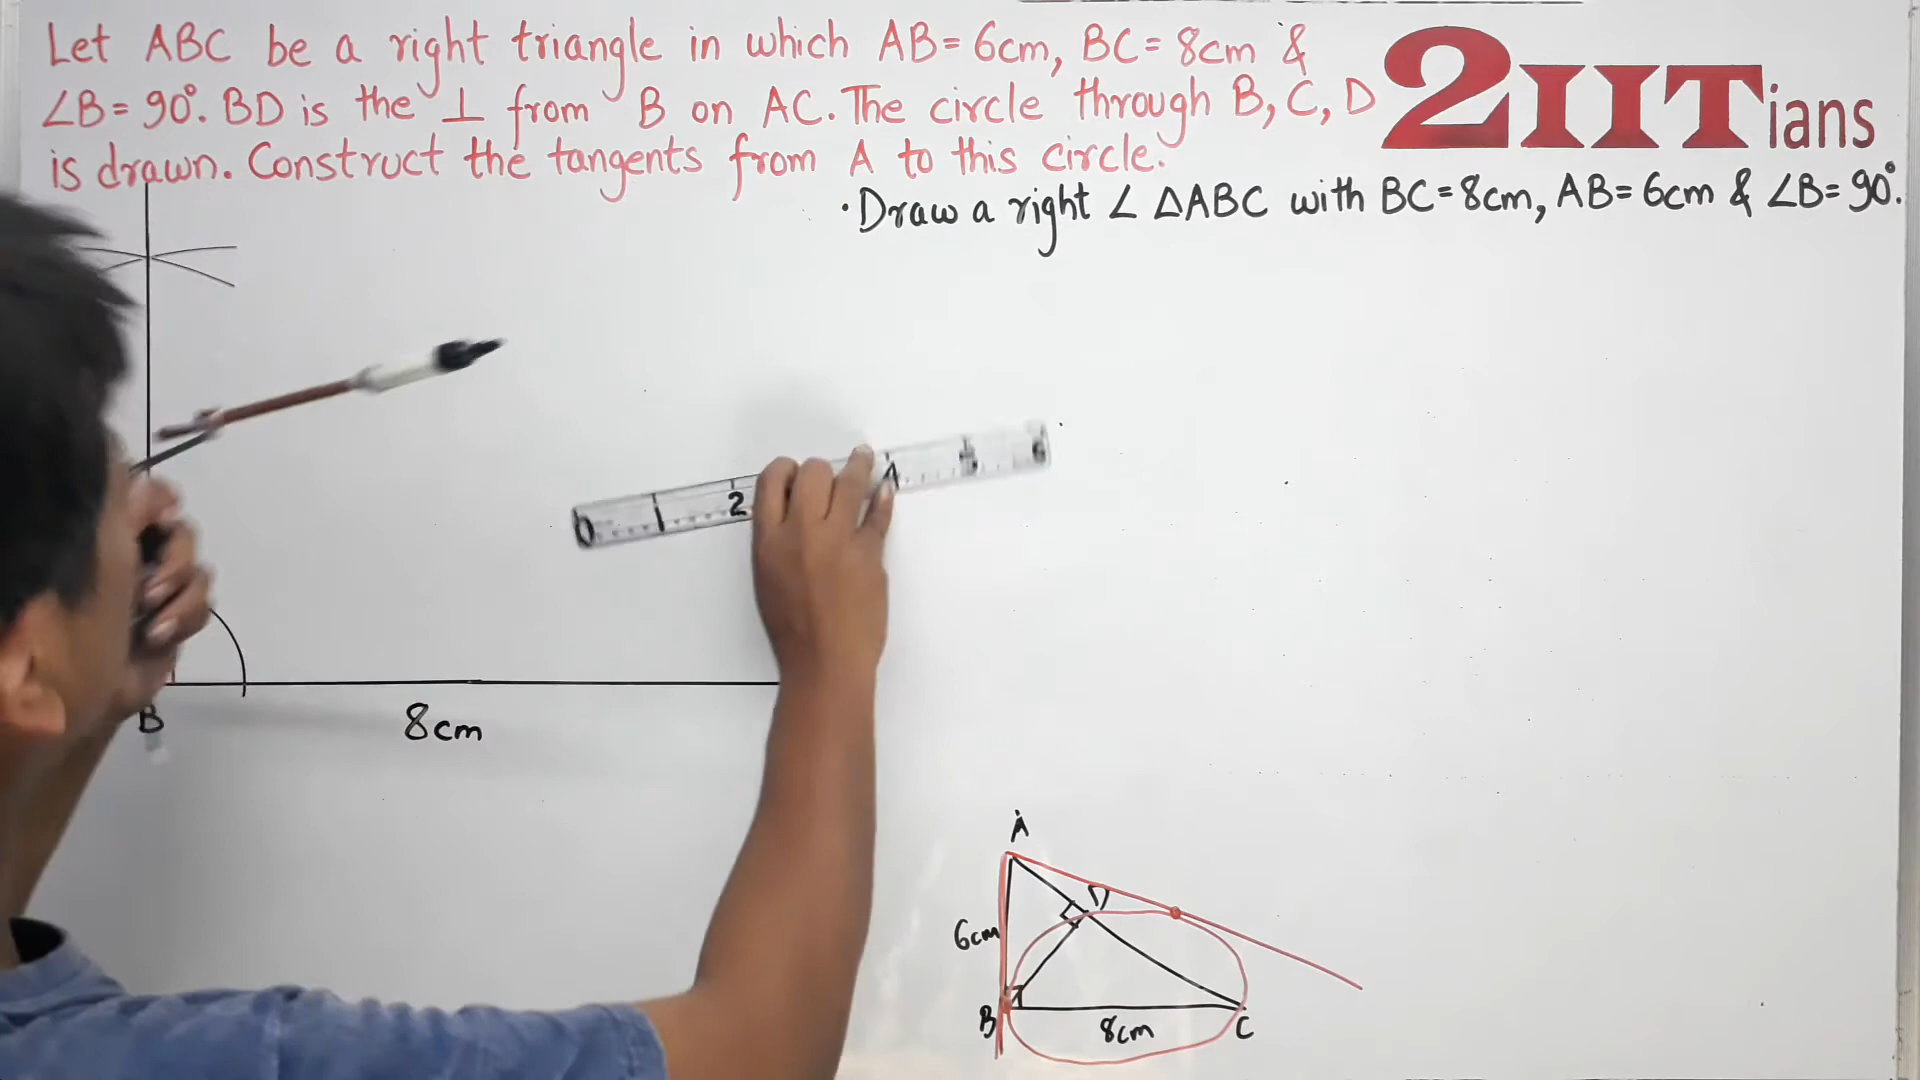 Let ABC be a right triangle in which AB = 6cm, BC = 8cm &
∠B = 90°. BD is the ⊥ from B on AC. The circle through B, C, D
is drawn. Construct the tangents from A to this circle.
2IITians
• Draw a right ∠ △ABC with BC = 8cm, AB = 6cm & ∠B = 90°.
0 1 2 4 5 6
B
8cm
A
D
6cm
B
8cm
C